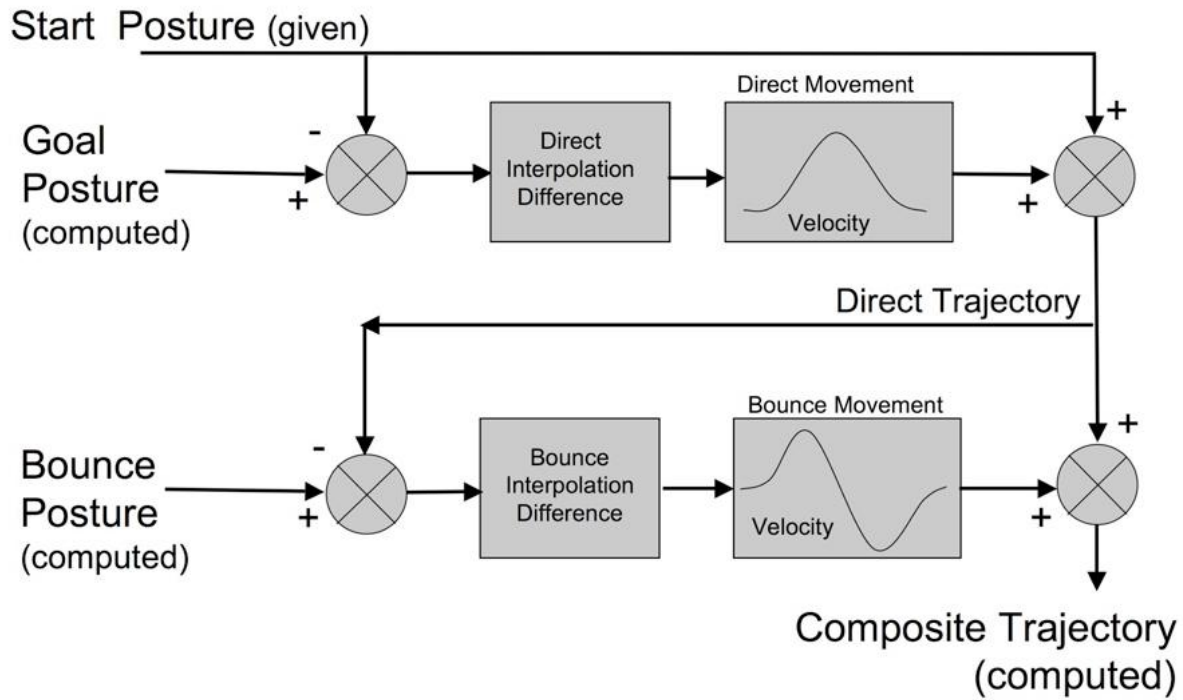 Start Posture (given)
Direct Movement
+
-
Goal
Posture
(computed)
+
Direct
Interpolation
Difference
Velocity
+
Direct Trajectory
Bounce Movement
+
-
Bounce
Posture
(computed)
+
Bounce
Interpolation
Difference
Velocity
+
Composite Trajectory
(computed)